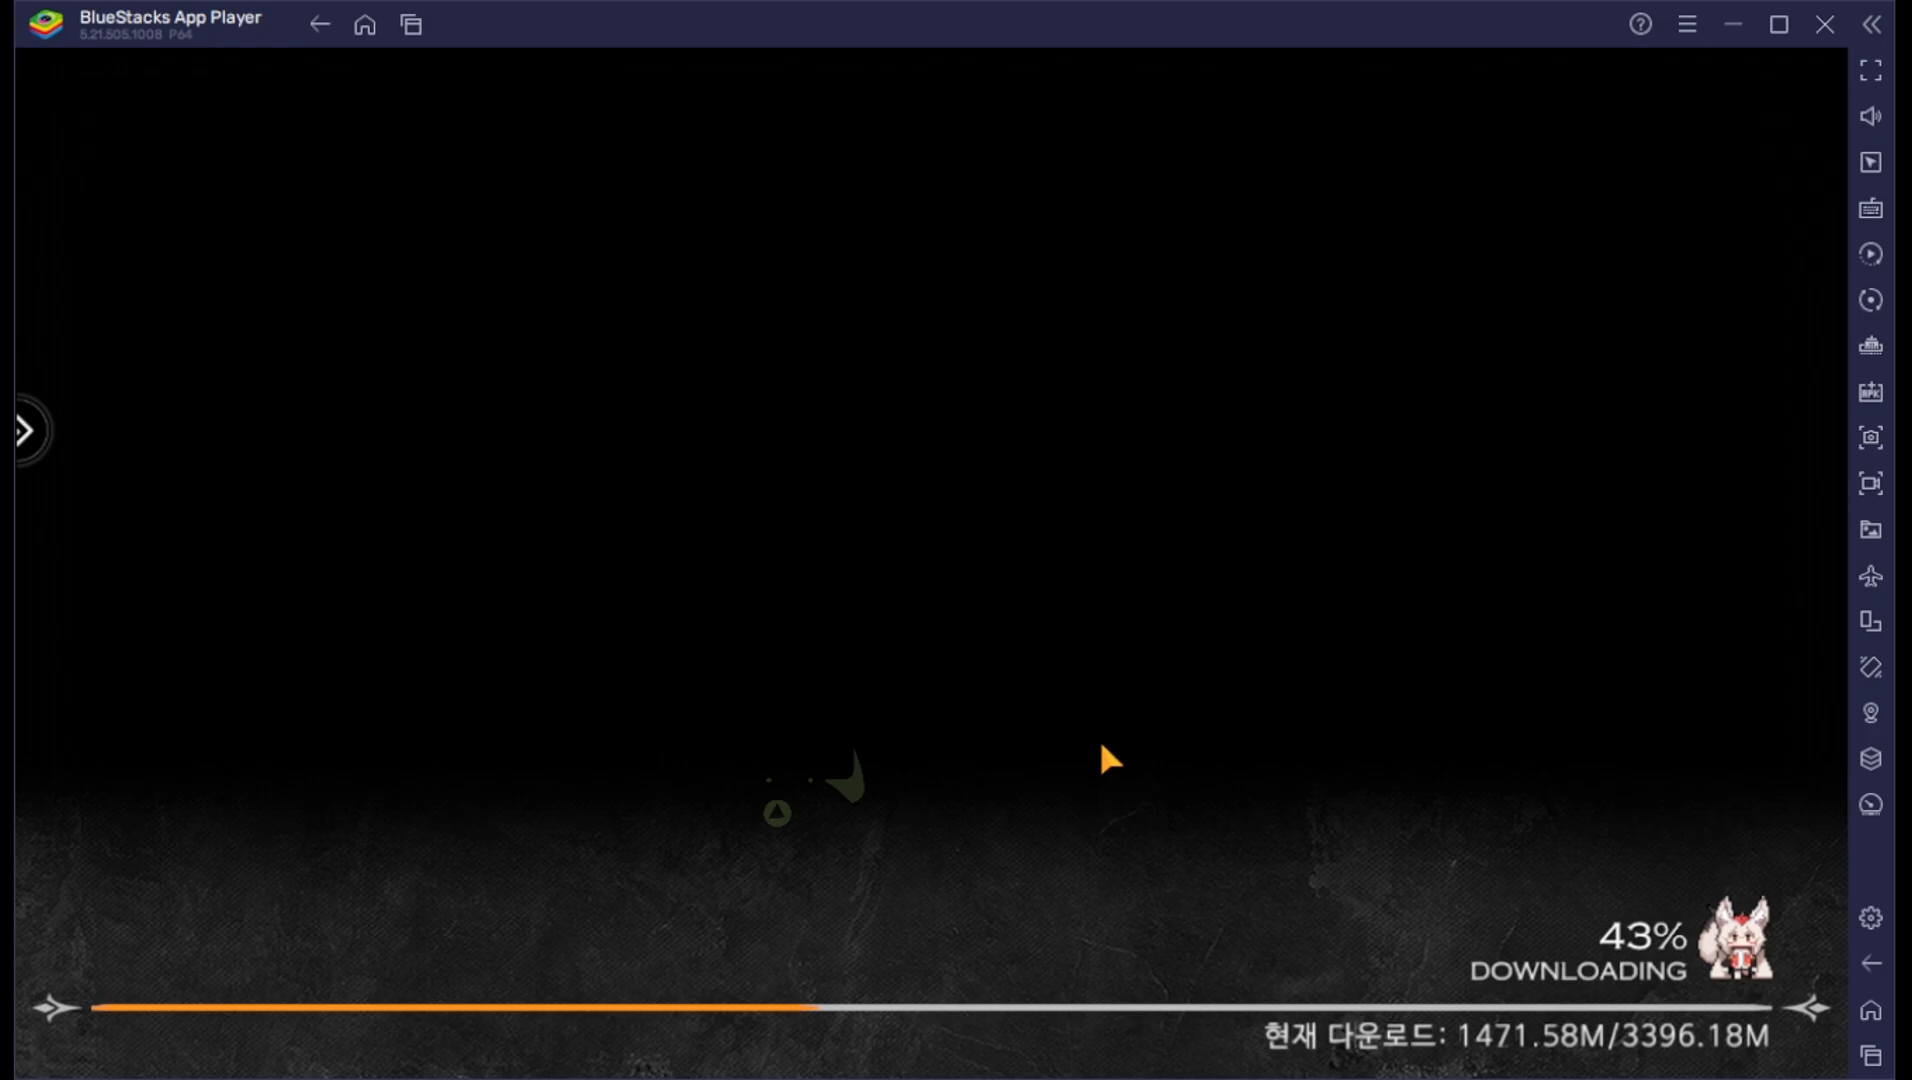 BlueStacks App Player
5.21.505.1008 P64
43%
DOWNLOADING
현재 다운로드: 1471.58M/3396.18M